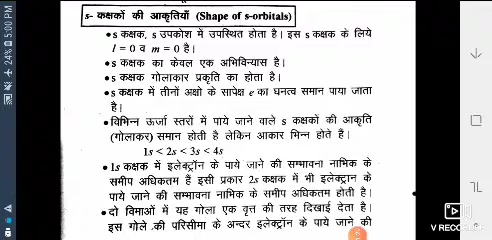 24% 5:00 PM
s- कक्षकों की आकृतियाँ (Shape of s-orbitals)
• s कक्षक, s उपकोश में उपस्थित होता है। इस s कक्षक के लिये
l = 0 व m = 0 है।
• s कक्षक का केवल एक अभिविन्यास है।
• s कक्षक गोलाकार प्रकृति का होता है।
• s कक्षक में तीनों अक्षो के सापेक्ष e का घनत्व समान पाया जाता
है।
• विभिन्न ऊर्जा स्तरों में पाये जाने वाले s कक्षकों की आकृति
(गोलाकर) समान होती है लेकिन आकार भिन्न होते हैं।
1s < 2s < 3s < 4s
• 1s कक्षक में इलेक्ट्रॉन के पाये जाने की सम्भावना नाभिक के
समीप अधिकतम हैं इसी प्रकार 2s कक्षक में भी इलेक्ट्रान के
पाये जाने की सम्भावना नाभिक के समीप अधिकतम होती है।
• दो विमाओं में यह गोला एक वृत्त की तरह दिखाई देता है।
इस गोले की परिसीमा के अन्दर इलेक्ट्रॉन के पाये जाने की
V RECORDER